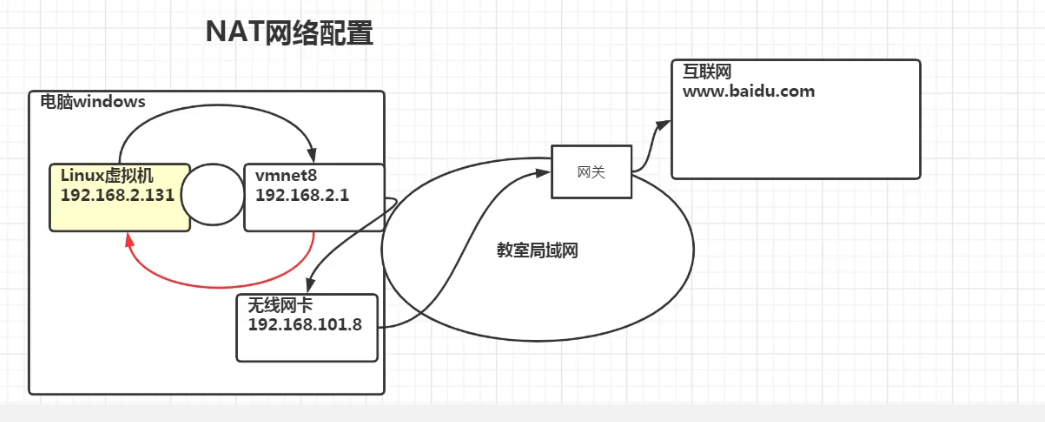 NAT网络配置
互联网
www.baidu.com
电脑windows
Linux虚拟机
192.168.2.131
vmnet8
192.168.2.1
网关
教室局域网
无线网卡
192.168.101.8